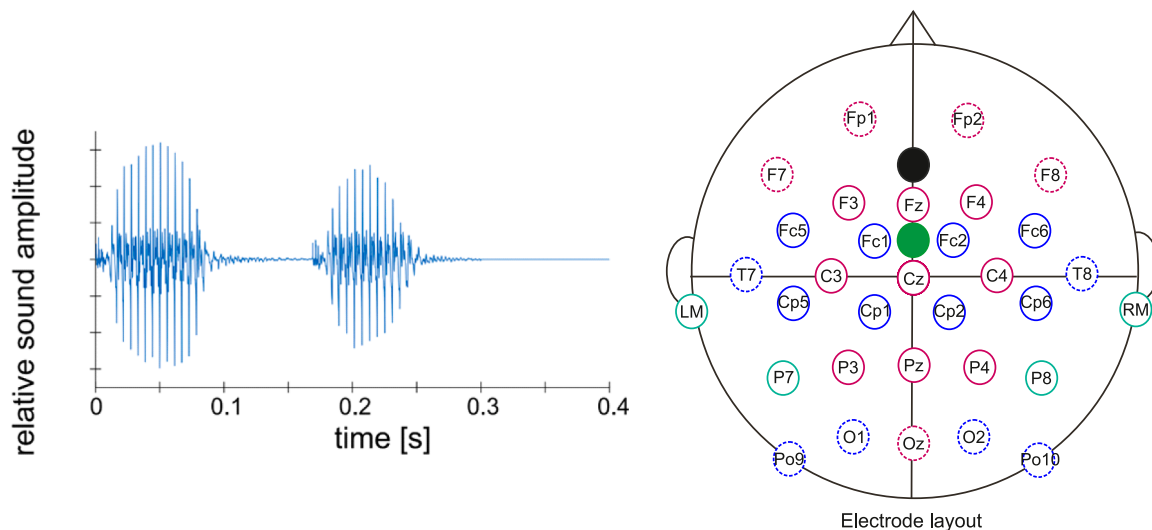 relative sound amplitude
0 0.1 0.2 0.3 0.4
time [s]
Fp1 Fp2
F7 F8
F3 Fz F4
Fc5 Fc1 Fc2 Fc6
T7 C3 Cz C4 T8
Cp5 Cp1 Cp2 Cp6
LM RM
P7 P3 Pz P4 P8
O1 Oz O2
Po9 Po10
Electrode layout